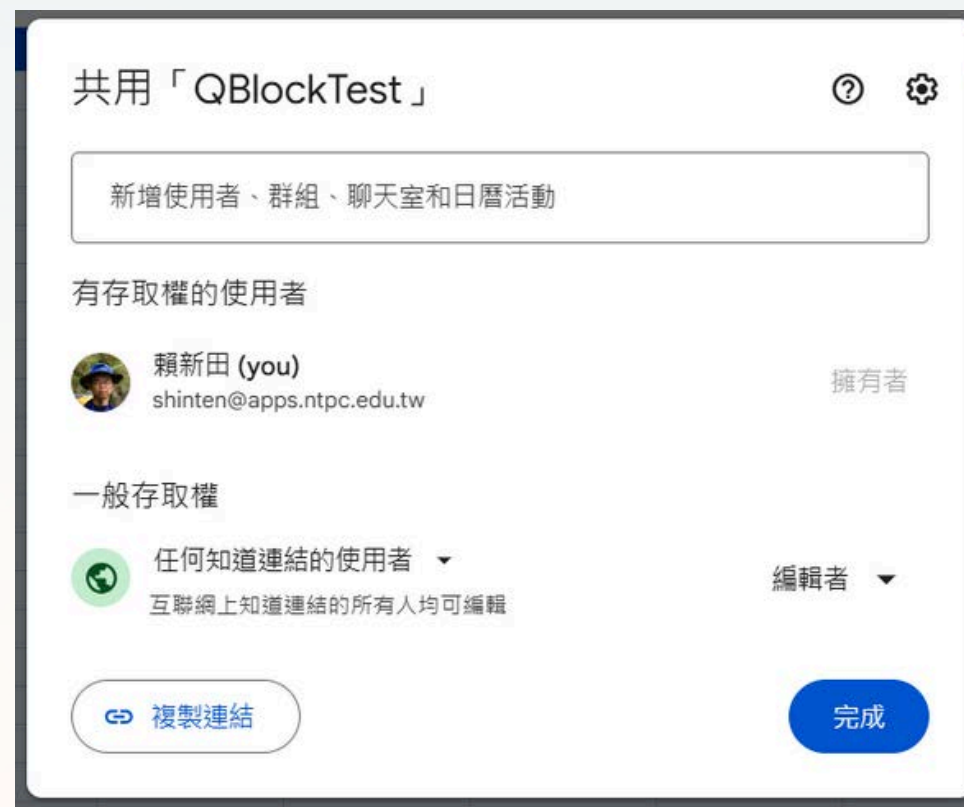 共用「QBlockTest」
新增使用者、群組、聊天室和日曆活動
有存取權的使用者
賴新田 (you)
shinten@apps.ntpc.edu.tw
擁有者
一般存取權
任何知道連結的使用者
編輯者
互聯網上知道連結的所有人均可編輯
複製連結
完成